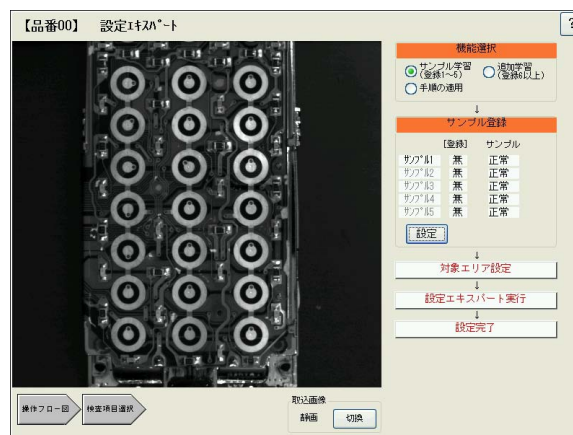 【品番00】 設定ｴｷｽﾊﾟｰﾄ
?
機能選択
サンプル学習
(登録1～5)
追加学習
(登録6以上)
手順の適用
↓
サンプル登録
[登録] サンプル
ｻﾝﾌﾟﾙ1 無 正常
ｻﾝﾌﾟﾙ2 無 正常
ｻﾝﾌﾟﾙ3 無 正常
ｻﾝﾌﾟﾙ4 無 正常
ｻﾝﾌﾟﾙ5 無 正常
設定
↓
対象エリア設定
↓
設定エキスパート実行
↓
設定完了
取込画像
操作フロー図 検査項目選択 静画 切換